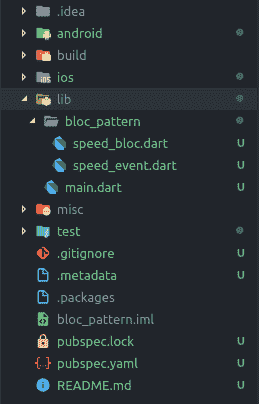 .idea
android
build
ios
lib
bloc_pattern
speed_bloc.dart U
speed_event.dart U
main.dart U
misc
test
.gitignore U
.metadata U
.packages
bloc_pattern.iml
pubspec.lock U
pubspec.yaml U
README.md U